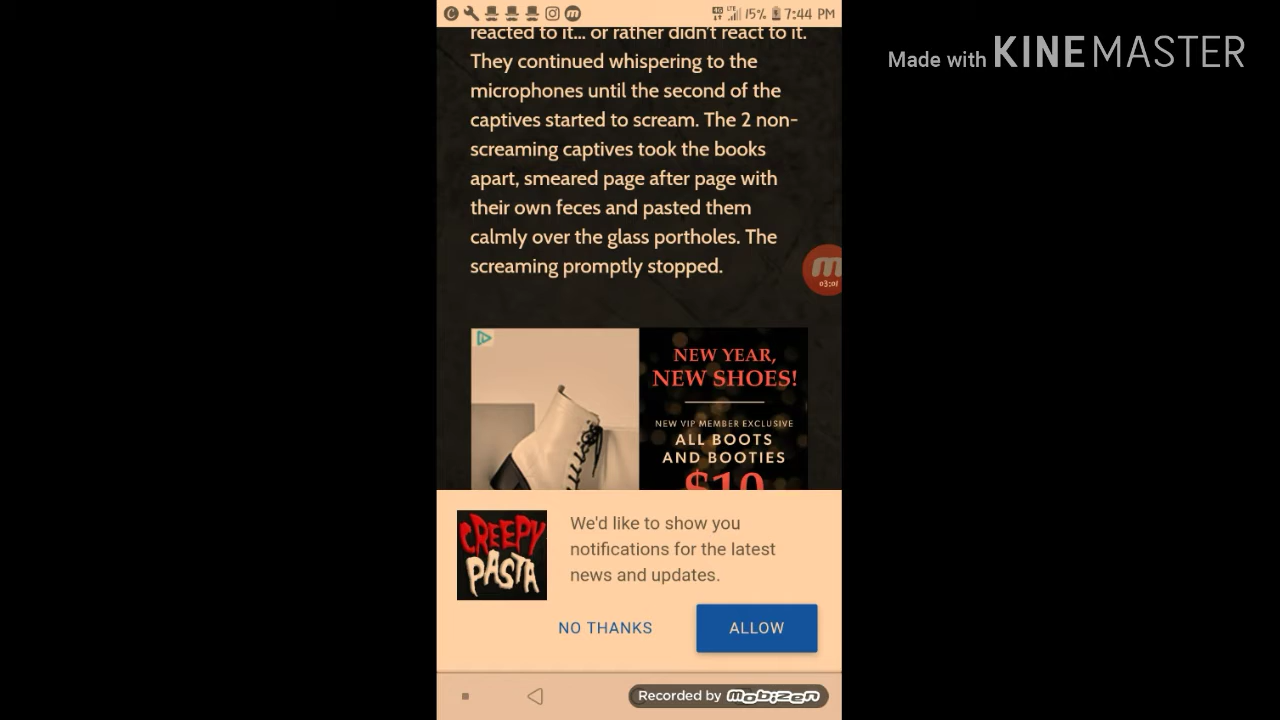 15% 7:44 PM
Made with KINEMASTER
reacted to it... or rather didn't react to it.
They continued whispering to the
microphones until the second of the
captives started to scream. The 2 non-
screaming captives took the books
apart, smeared page after page with
their own feces and pasted them
calmly over the glass portholes. The
screaming promptly stopped.
03:01
NEW YEAR,
NEW SHOES!
NEW VIP MEMBER EXCLUSIVE
ALL BOOTS
AND BOOTIES
$10
CREEPY
PASTA
We'd like to show you
notifications for the latest
news and updates.
NO THANKS
ALLOW
Recorded by mobizen